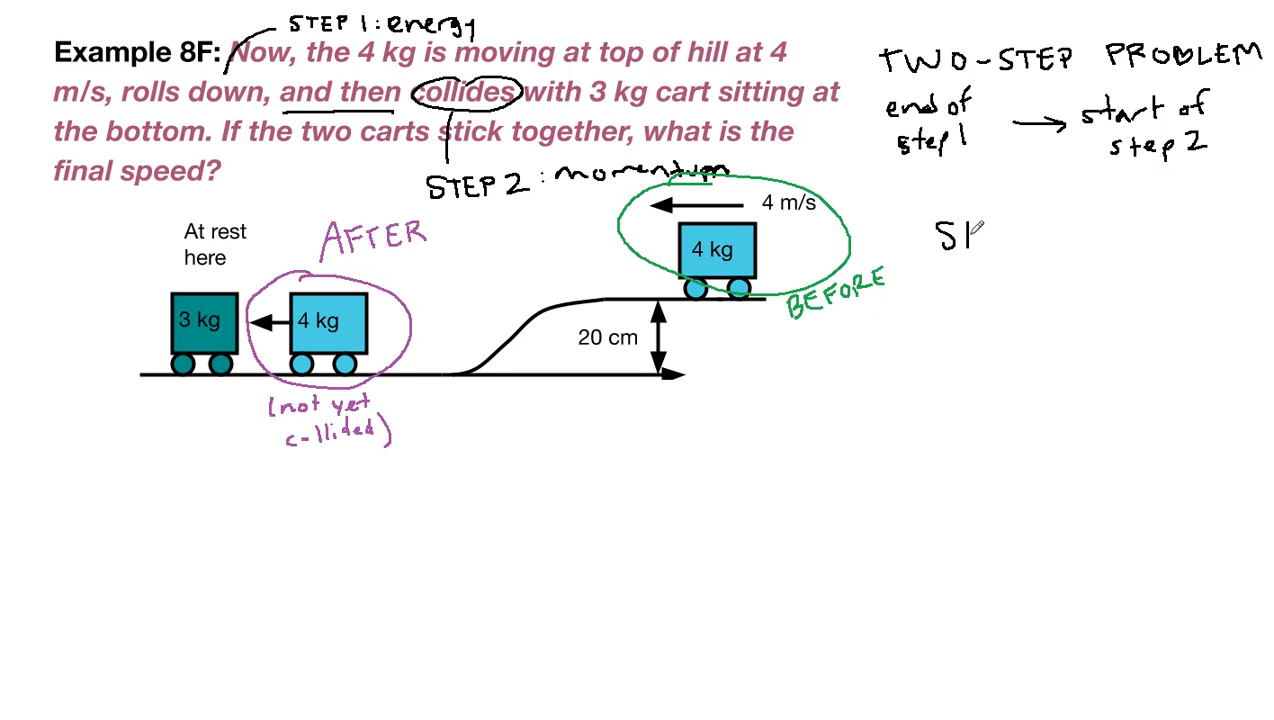 STEP 1: energy
Example 8F: Now, the 4 kg is moving at top of hill at 4
m/s, rolls down, and then collides with 3 kg cart sitting at
the bottom. If the two carts stick together, what is the
final speed?
STEP 2: momentum
TWO-STEP PROBLEM
end of
step 1
start of
step 2
At rest
here
AFTER
4 m/s
4 kg
BEFORE
3 kg
4 kg
20 cm
(not yet
collided)